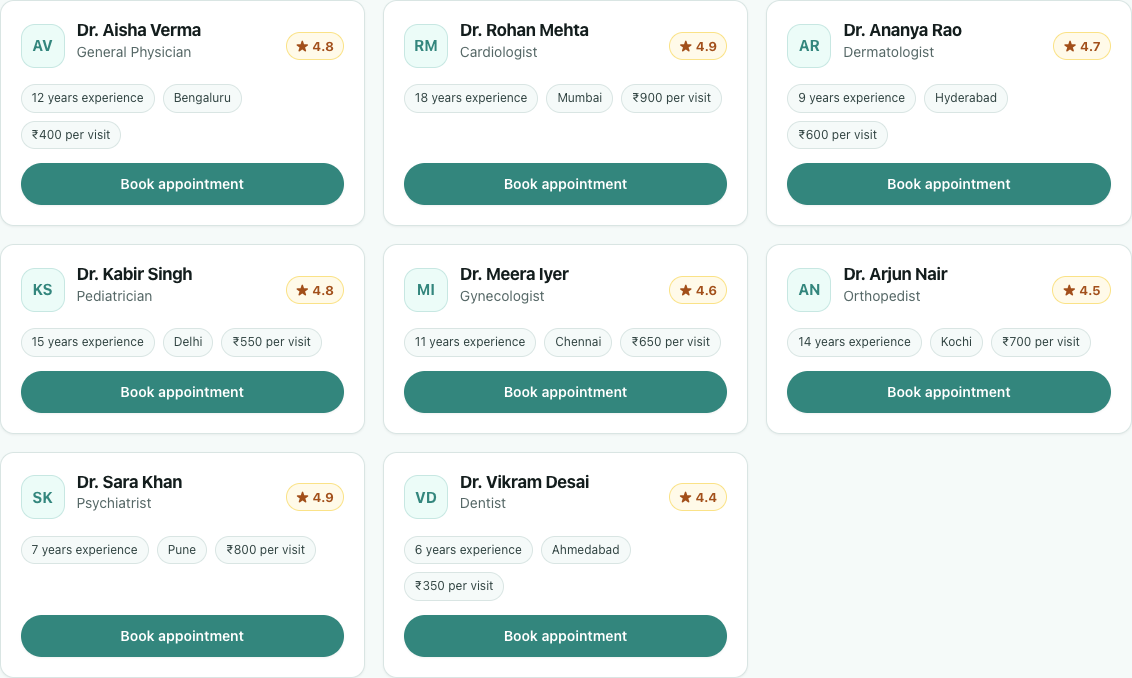 AV
Dr. Aisha Verma
General Physician
★ 4.8
12 years experience
Bengaluru
₹400 per visit
Book appointment
RM
Dr. Rohan Mehta
Cardiologist
★ 4.9
18 years experience
Mumbai
₹900 per visit
Book appointment
AR
Dr. Ananya Rao
Dermatologist
★ 4.7
9 years experience
Hyderabad
₹600 per visit
Book appointment
KS
Dr. Kabir Singh
Pediatrician
★ 4.8
15 years experience
Delhi
₹550 per visit
Book appointment
MI
Dr. Meera Iyer
Gynecologist
★ 4.6
11 years experience
Chennai
₹650 per visit
Book appointment
AN
Dr. Arjun Nair
Orthopedist
★ 4.5
14 years experience
Kochi
₹700 per visit
Book appointment
SK
Dr. Sara Khan
Psychiatrist
★ 4.9
7 years experience
Pune
₹800 per visit
Book appointment
VD
Dr. Vikram Desai
Dentist
★ 4.4
6 years experience
Ahmedabad
₹350 per visit
Book appointment